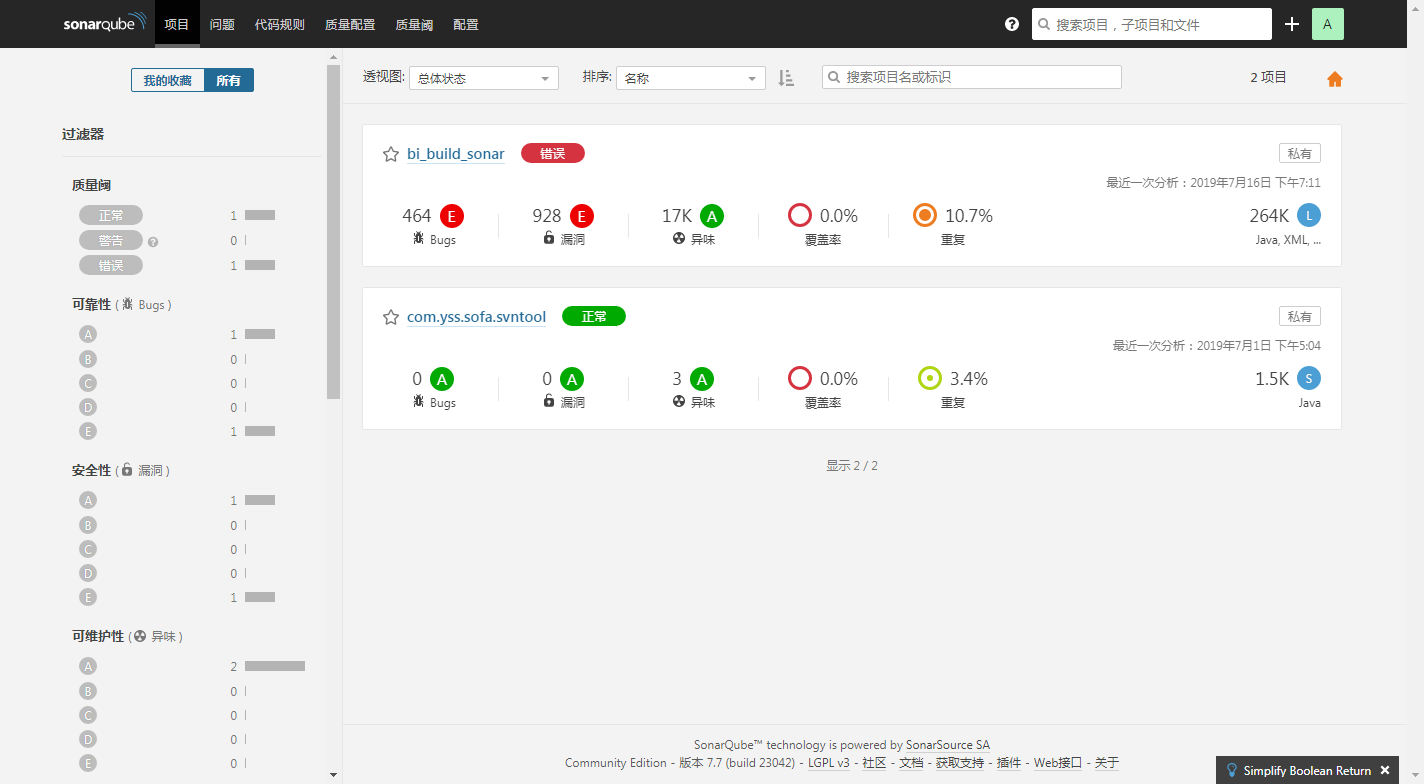 sonarqube 项目 问题 代码规则 质量配置 质量阈 配置 ? 搜索项目，子项目和文件 A
我的收藏 所有
过滤器
质量阈
正常 1
警告 ? 0
错误 1
可靠性 ( Bugs )
A 1
B 0
C 0
D 0
E 1
安全性 ( 漏洞 )
A 1
B 0
C 0
D 0
E 1
可维护性 ( 异味 )
A 2
B 0
C 0
D 0
E 0
透视图: 总体状态 排序: 名称 搜索项目名或标识 2 项目
bi_build_sonar 错误 私有
最近一次分析：2019年7月16日 下午7:11
464 E 928 E 17K A 0.0% 10.7% 264K L
Bugs 漏洞 异味 覆盖率 重复 Java, XML, ...
com.yss.sofa.svntool 正常 私有
最近一次分析：2019年7月1日 下午5:04
0 A 0 A 3 A 0.0% 3.4% 1.5K S
Bugs 漏洞 异味 覆盖率 重复 Java
显示 2 / 2
SonarQube™ technology is powered by SonarSource SA
Community Edition - 版本 7.7 (build 23042) - LGPL v3 - 社区 - 文档 - 获取支持 - 插件 - Web接口 - 关于
Simplify Boolean Return ×